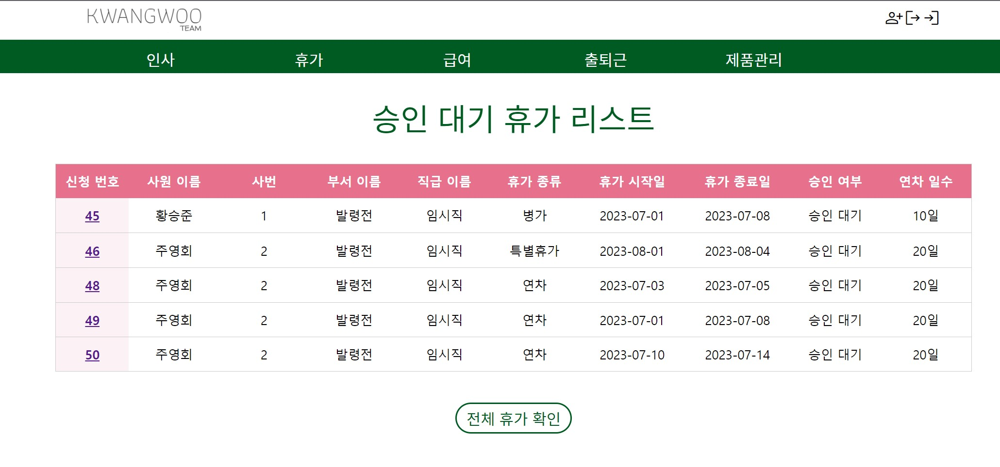 KWANGWOO
TEAM
인사 휴가 급여 출퇴근 제품관리
승인 대기 휴가 리스트
신청 번호 사원 이름 사번 부서 이름 직급 이름 휴가 종류 휴가 시작일 휴가 종료일 승인 여부 연차 일수
45 황승준 1 발령전 임시직 병가 2023-07-01 2023-07-08 승인 대기 10일
46 주영회 2 발령전 임시직 특별휴가 2023-08-01 2023-08-04 승인 대기 20일
48 주영회 2 발령전 임시직 연차 2023-07-03 2023-07-05 승인 대기 20일
49 주영회 2 발령전 임시직 연차 2023-07-01 2023-07-08 승인 대기 20일
50 주영회 2 발령전 임시직 연차 2023-07-10 2023-07-14 승인 대기 20일
전체 휴가 확인